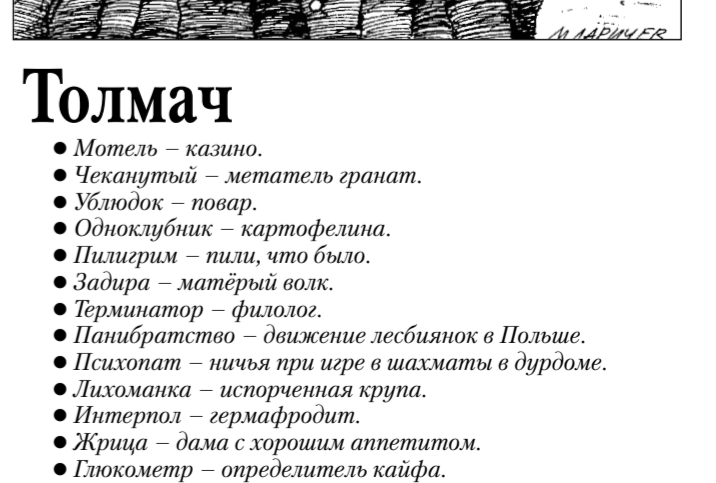 М. ЛАРИЧЕВ
Толмач
● Мотель – казино.
● Чеканутый – метатель гранат.
● Ублюдок – повар.
● Одноклубник – картофелина.
● Пилигрим – пили, что было.
● Задира – матёрый волк.
● Терминатор – филолог.
● Панибратство – движение лесбиянок в Польше.
● Психопат – ничья при игре в шахматы в дурдоме.
● Лихоманка – испорченная крупа.
● Интерпол – гермафродит.
● Жрица – дама с хорошим аппетитом.
● Глюкометр – определитель кайфа.